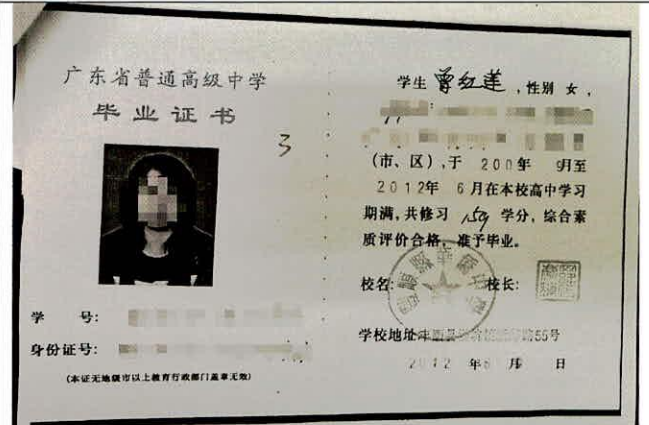 广东省普通高级中学
毕业证书
3
学 号:
身份证号:
(本证无地级市以上教育行政部门盖章无效)
学生 曾红莲 ,性别 女,
(市、区),于 200 年 9月至
2012年 6月在本校高中学习
期满,共修习 159 学分,综合素
质评价合格,准予毕业。
校名: 校长:
学校地址 55号
2012 年 6 月 日